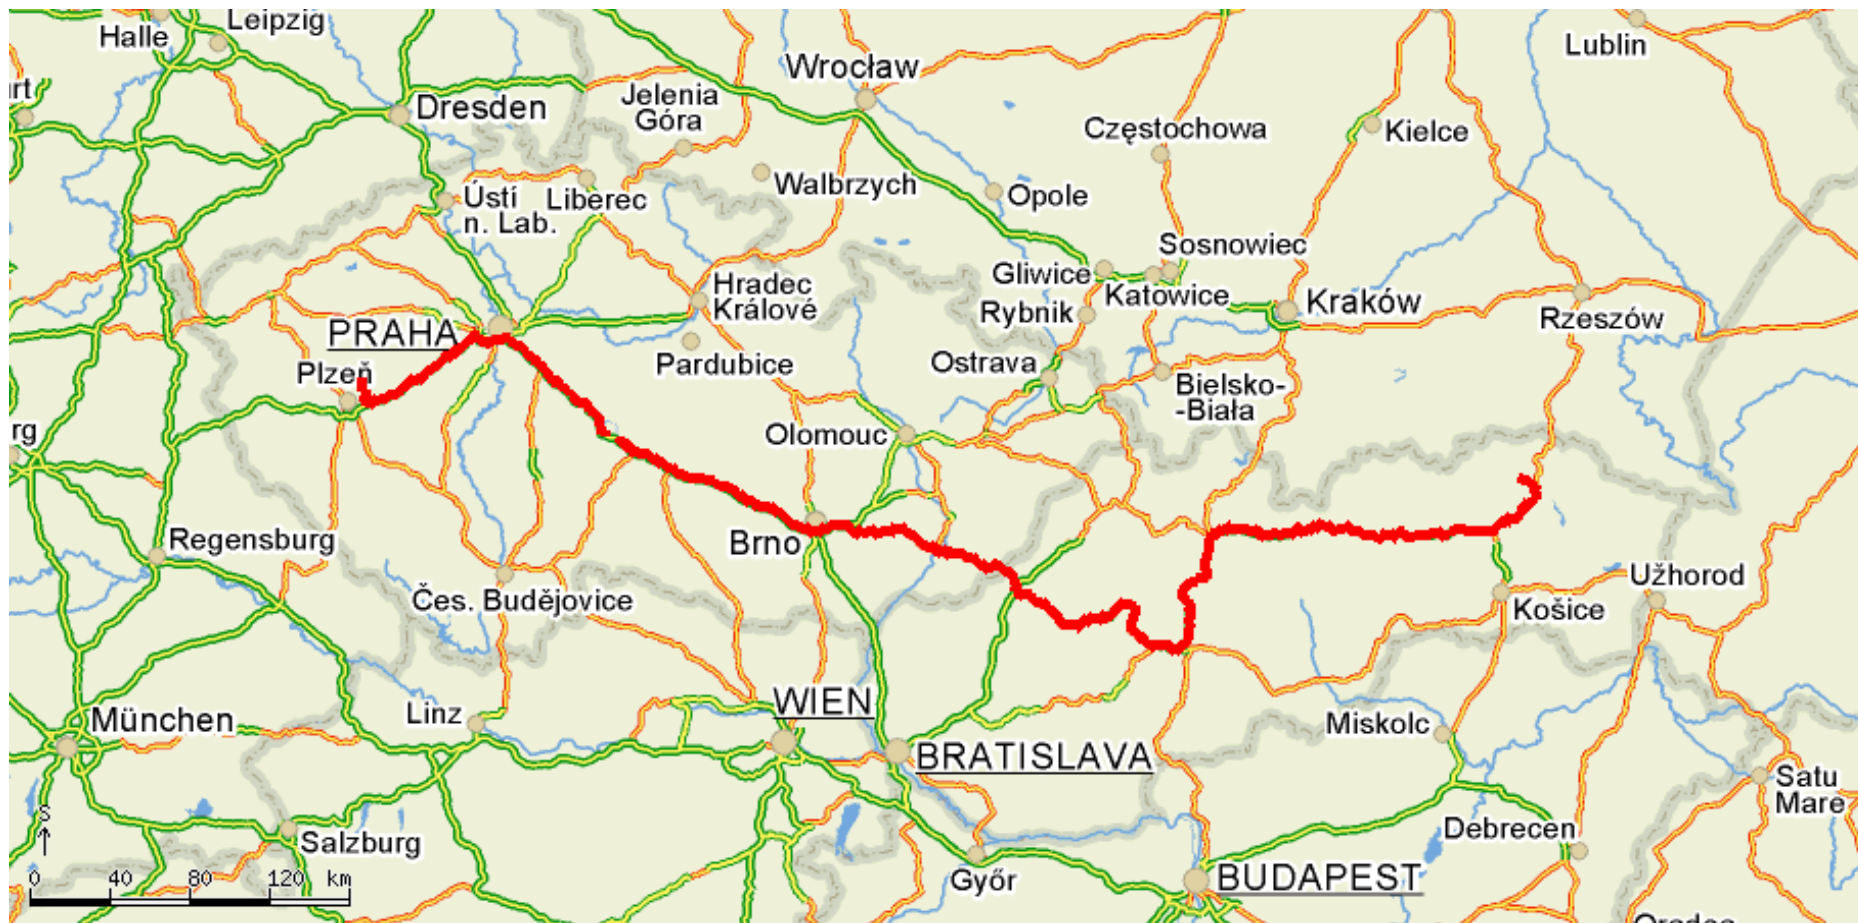 Leipzig
Halle
Lublin
Wrocław
rt
Dresden
Jelenia
Góra
Częstochowa
Kielce
Ústí
n. Lab.
Liberec
Walbrzych
Opole
Sosnowiec
Gliwice
Katowice
Hradec
Králové
Rybnik
Kraków
Rzeszów
PRAHA
Plzeň
Pardubice
Ostrava
Bielsko-
-Biała
rg
Olomouc
Brno
Regensburg
Čes. Budějovice
Užhorod
Košice
München
Linz
WIEN
BRATISLAVA
Miskolc
Satu
Mare
S
Salzburg
Debrecen
Győr
BUDAPEST
0 40 80 120 km